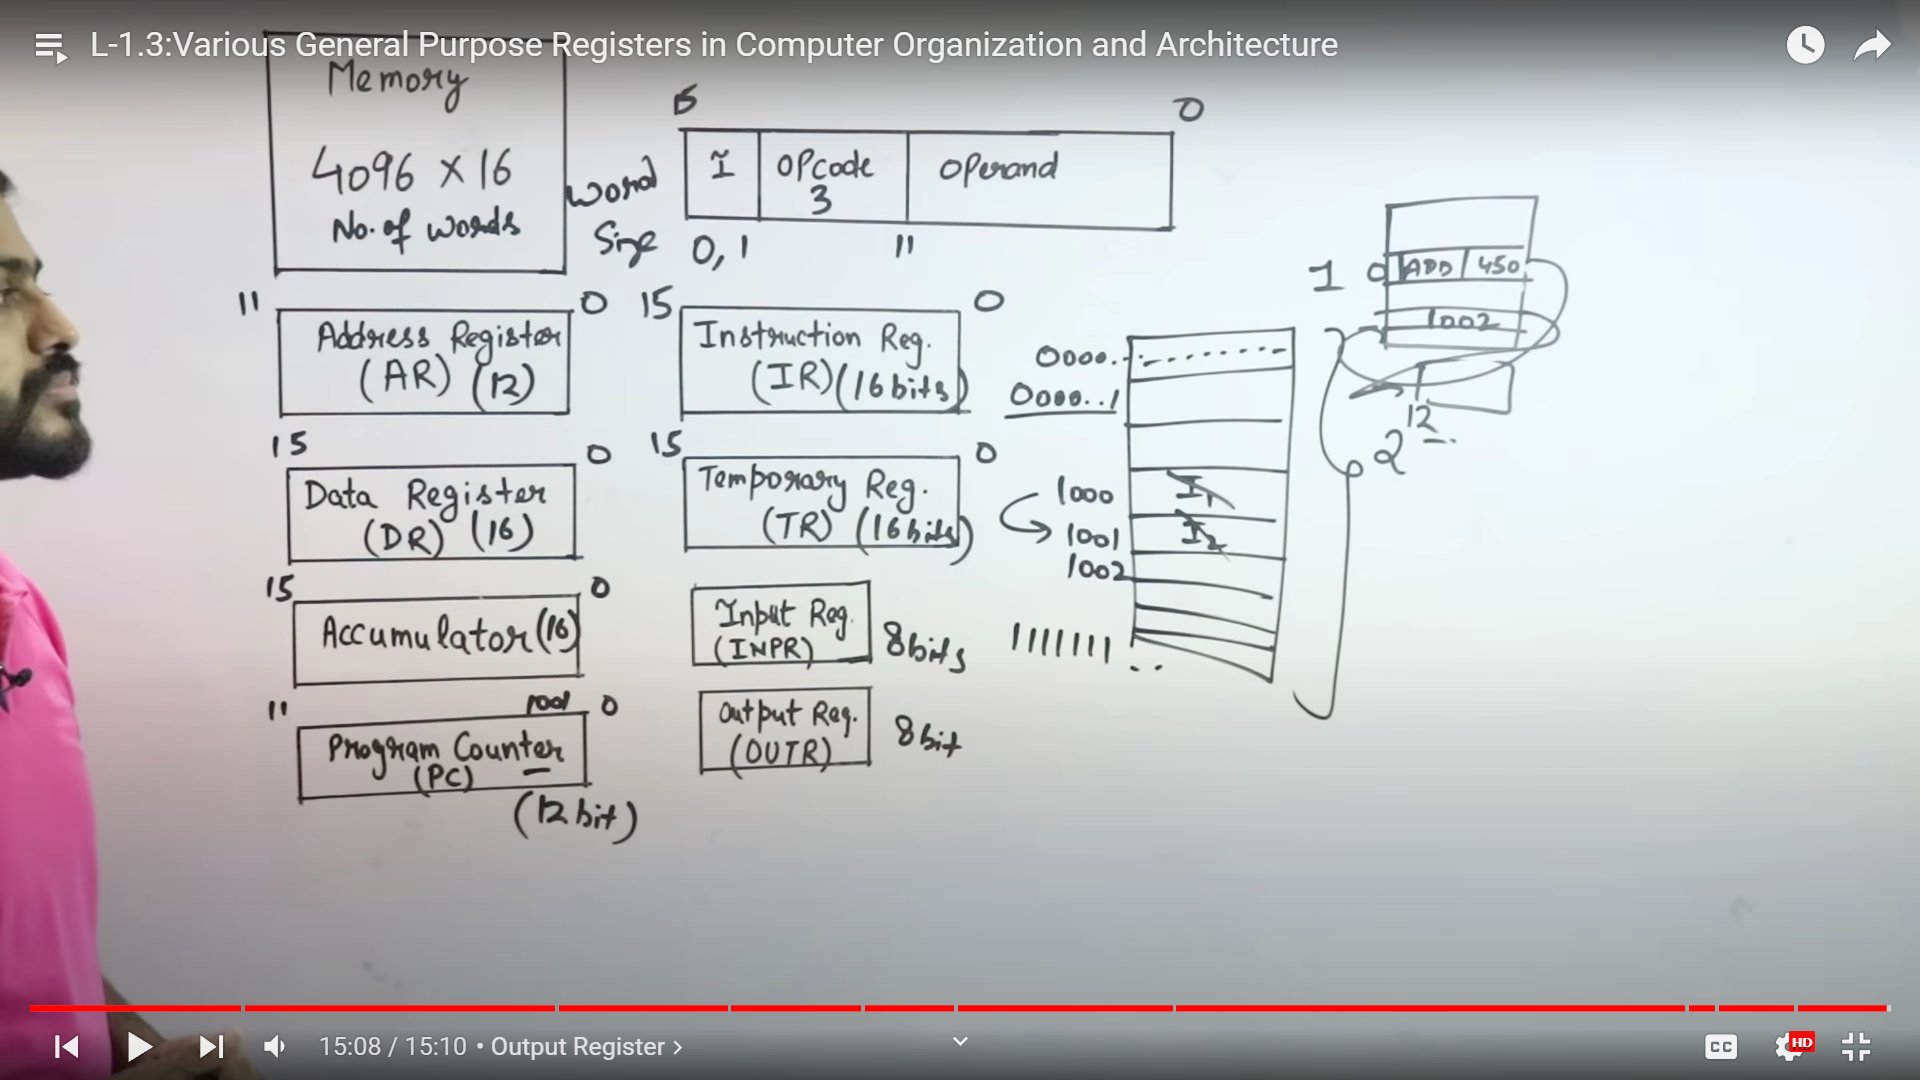 L-1.3:Various General Purpose Registers in Computer Organization and Architecture
Memory
4096 X 16
No. of words
Word
Size
15 0
I Opcode Operand
3
0, 1 11
11 0
Address Register
(AR) (12)
15 0
Instruction Reg.
(IR) (16 bits)
15 0
Data Register
(DR) (16)
15 0
Temporary Reg.
(TR) (16 bits)
15 0
Accumulator (16)
Input Reg.
(INPR)
8 bits
11 1001 0
Program Counter
(PC)
(12 bit)
Output Reg.
(OUTR)
8 bit
0000..
0000..1
1000 I1
1001 I2
1002
1111111 ..
1 0 ADD 450
1002
2 12
15:08 / 15:10 • Output Register >
CC
HD